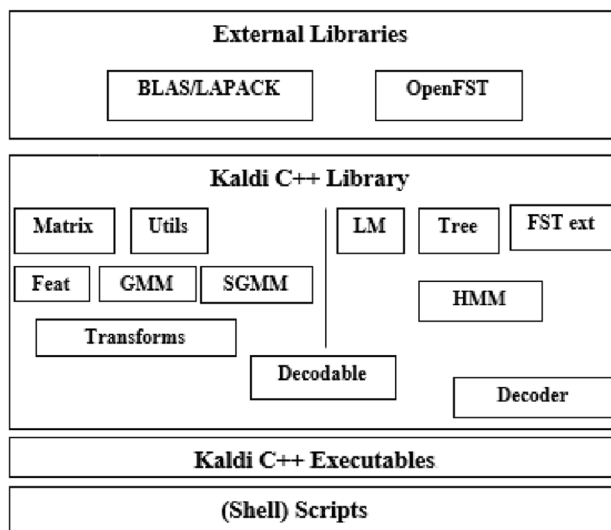 External Libraries
BLAS/LAPACK OpenFST
Kaldi C++ Library
Matrix Utils LM Tree FST ext
Feat GMM SGMM HMM
Transforms
Decodable
Decoder
Kaldi C++ Executables
(Shell) Scripts